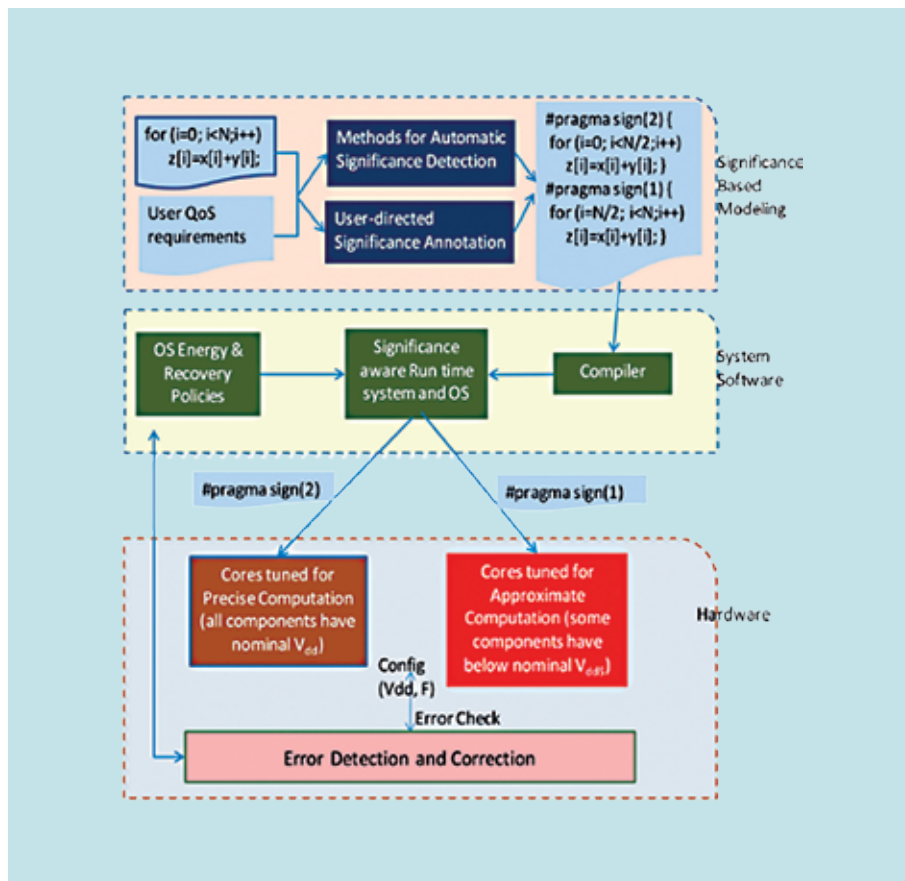 for (i=0; i<N;i++)
z[i]=x[i]+y[i];
User QoS
requirements
Methods for Automatic
Significance Detection
User-directed
Significance Annotation
#pragma sign(2) {
for (i=0; i<N/2;i++)
z[i]=x[i]+y[i]; }
#pragma sign(1) {
for (i=N/2; i<N;i++)
z[i]=x[i]+y[i]; }
Significance
Based
Modeling
OS Energy &
Recovery
Policies
Significance
aware Run time
system and OS
Compiler
System
Software
#pragma sign(2)
#pragma sign(1)
Cores tuned for
Precise Computation
(all components have
nominal Vdd)
Cores tuned for
Approximate
Computation (some
components have
below nominal Vdds)
Hardware
Config
(Vdd, F)
Error Check
Error Detection and Correction